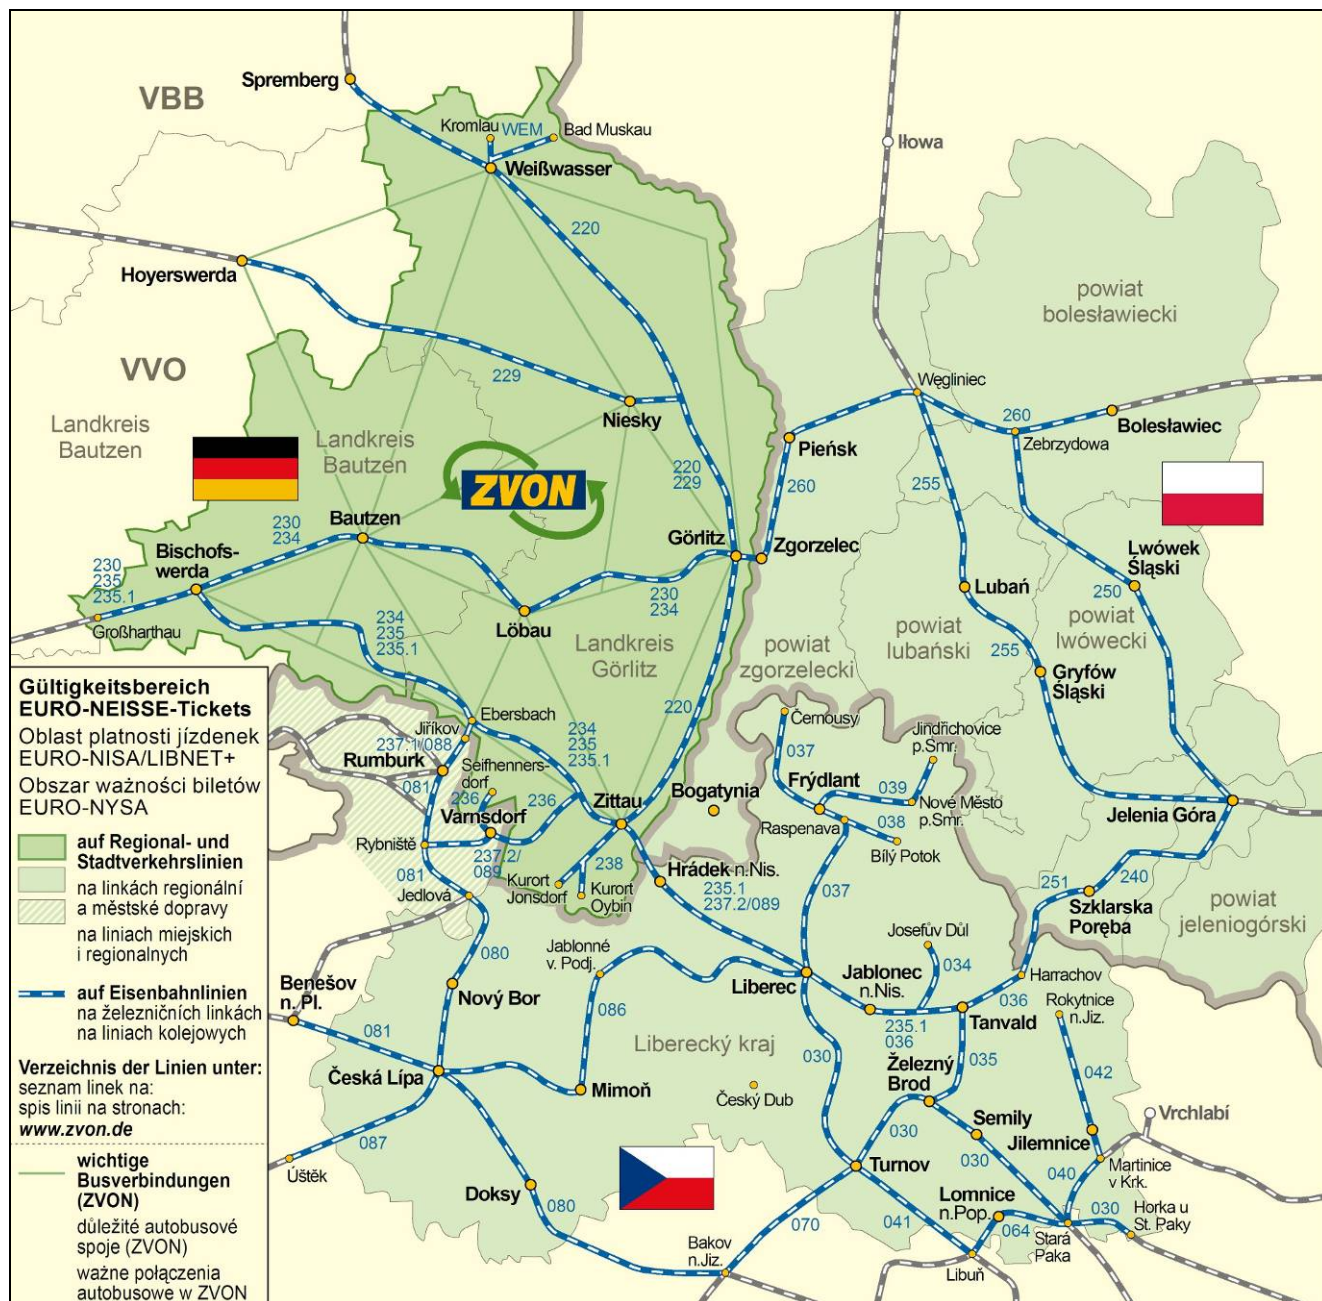 Spremberg
VBB
Kromlau
WEM
Bad Muskau
Weißwasser
Iłowa
220
Hoyerswerda
powiat
bolesławiecki
VVO
229
Niesky
Węgliniec
260
Zebrzydowa
Bolesławiec
Landkreis
Bautzen
Landkreis
Bautzen
ZVON
220
229
Pieńsk
260
255
230
234
Bautzen
Görlitz
Zgorzelec
Bischofs-
werda
230
235
235.1
Großharthau
Löbau
230
234
Lubań
Lwówek
Śląski
250
234
235
235.1
Landkreis
Görlitz
powiat
zgorzelecki
powiat
lubański
powiat
lwówecki
255
Gryfów
Śląski
220
Ebersbach
Jiříkov
237.1/088
Rumburk
081
Seifhenners-
dorf
236
Varnsdorf
236
234
235
235.1
Zittau
Bogatynia
Černousy
037
Frýdlant
Jindřichovice
p.Smr.
039
Nové Město
p.Smr.
Raspenava
038
Bílý Potok
Jelenia Góra
Rybniště
237.2/
089
081
Jedlová
238
Kurort
Jonsdorf
Kurort
Oybin
Hrádek n.Nis.
235.1
237.2/089
037
251
240
Szklarska
Poręba
powiat
jeleniogórski
080
Jablonné
v. Podj.
Josefův Důl
034
Harrachov
Benešov
n. Pl.
Nový Bor
086
Liberec
Jablonec
n.Nis.
235.1
036
Tanvald
036
Rokytnice
n.Jiz.
081
Liberecký kraj
030
Železný
Brod
035
042
Česká Lípa
Mimoň
Český Dub
Semily
Jilemnice
Vrchlabí
087
Úštěk
030
030
Turnov
040
Martinice
v Krk.
Doksy
080
Lomnice
n.Pop.
030
Horka u
St. Paky
070
041
064
Stará
Paka
Bakov
n.Jiz.
Libuň
Gültigkeitsbereich
EURO-NEISSE-Tickets
Oblast platnosti jízdenek
EURO-NISA/LIBNET+
Obszar ważności biletów
EURO-NYSA
auf Regional- und
Stadtverkehrslinien
na linkách regionální
a městské dopravy
na liniach miejskich
i regionalnych
auf Eisenbahnlinien
na železničních linkách
na liniach kolejowych
Verzeichnis der Linien unter:
seznam linek na:
spis linii na stronach:
www.zvon.de
wichtige
Busverbindungen
(ZVON)
důležité autobusové
spoje (ZVON)
ważne połączenia
autobusowe w ZVON